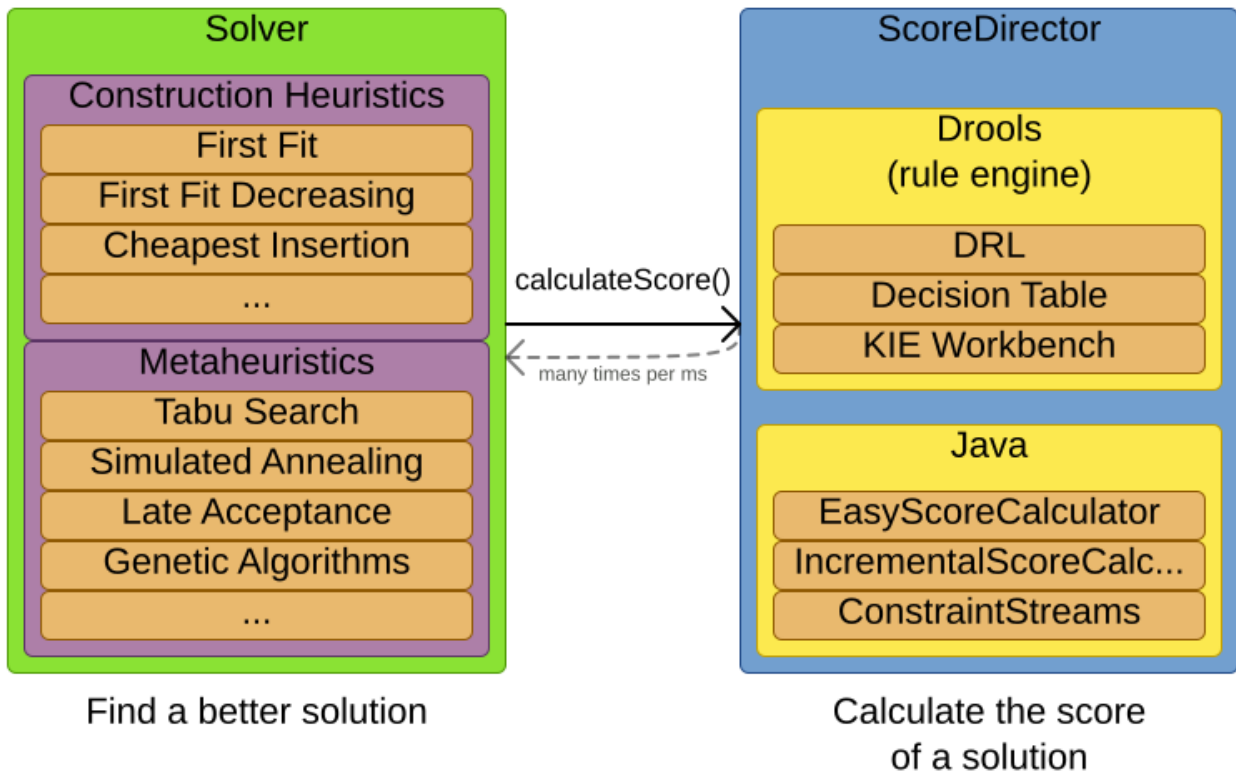 Solver
Construction Heuristics
First Fit
First Fit Decreasing
Cheapest Insertion
...
Metaheuristics
Tabu Search
Simulated Annealing
Late Acceptance
Genetic Algorithms
...
Find a better solution
calculateScore()
many times per ms
ScoreDirector
Drools
(rule engine)
DRL
Decision Table
KIE Workbench
Java
EasyScoreCalculator
IncrementalScoreCalc...
ConstraintStreams
Calculate the score
of a solution